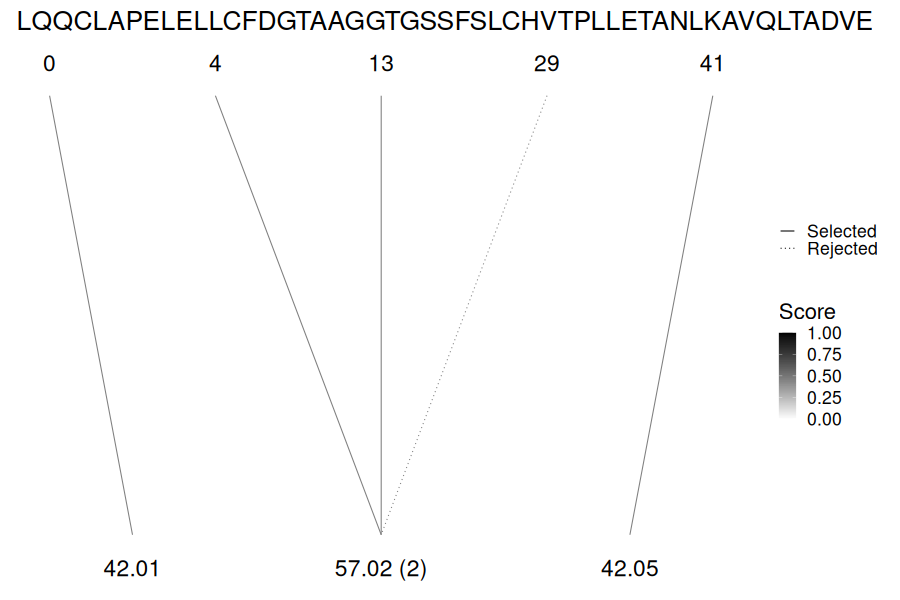 LQQCLAPELELLCFDGTAAGGTGSSFSLCHVTPLLETANLKAVQLTADVE
0 4 13 29 41
Selected
Rejected
Score
1.00
0.75
0.50
0.25
0.00
42.01 57.02 (2) 42.05